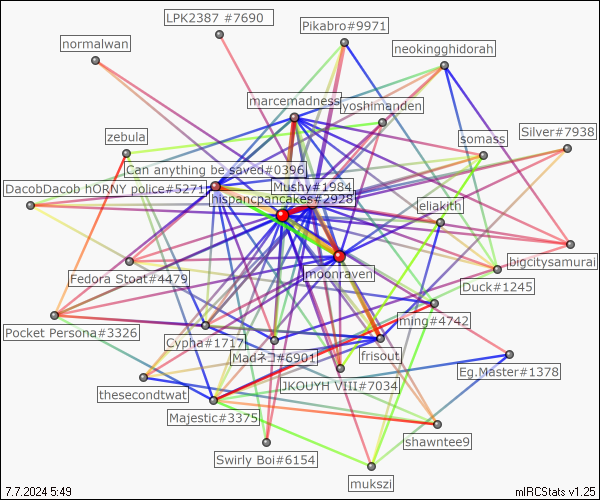 LPK2387 #7690
Pikabro#9971
normalwan
neokingghidorah
marcemadness
yoshimanden
zebula
Silver#7938
somass
Can anything be saved#0396
DacobDacob hORNY police#5271
Mushy#1984
hispancpancakes#2928
eliakith
bigcitysamurai
Fedora Stoat#4479
moonraven
Duck#1245
Pocket Persona#3326
ming#4742
Cypha#1717
Madネコ#6901
frisout
Eg.Master#1378
JKOUYH VIII#7034
thesecondtwat
Majestic#3375
shawntee9
Swirly Boi#6154
mukszi
7.7.2024 5:49
mIRCStats v1.25